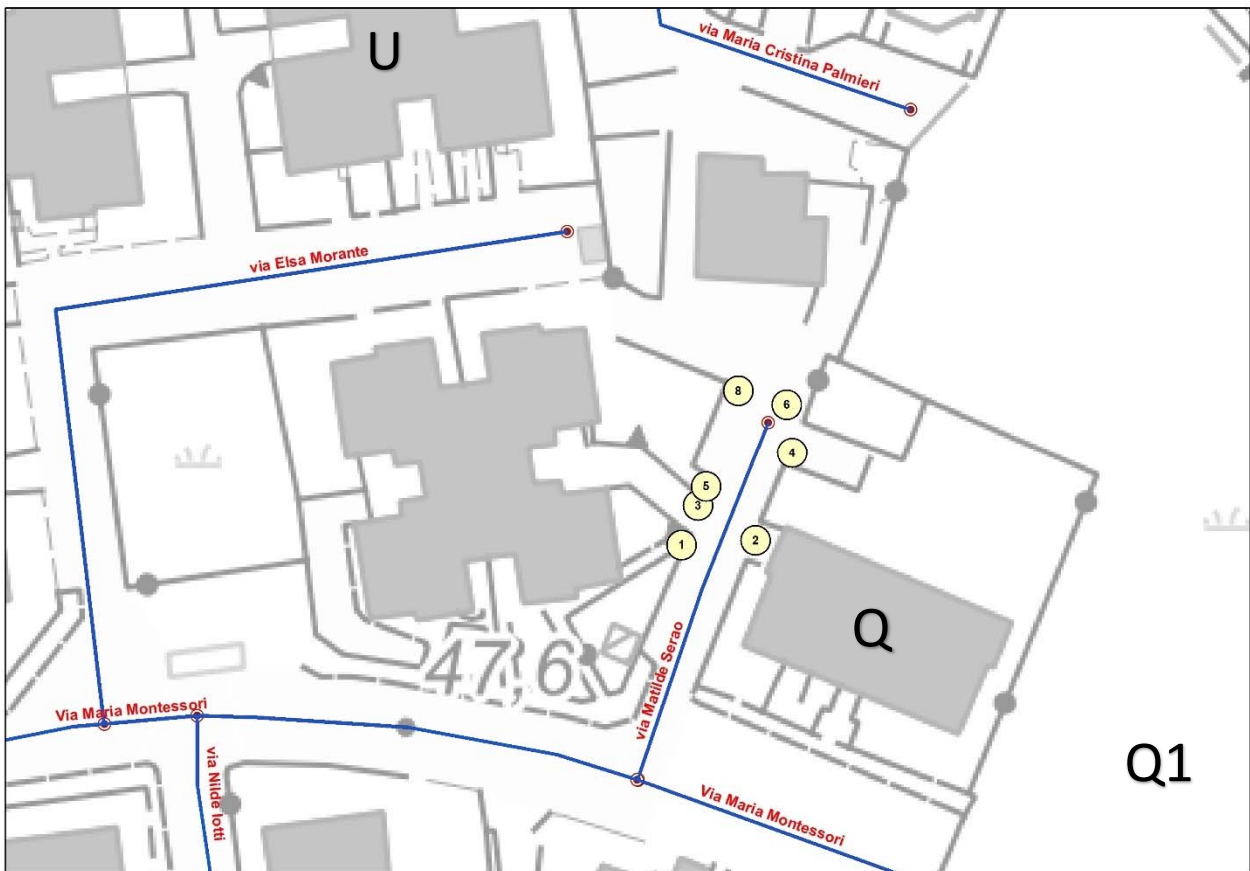 U
via Maria Cristina Palmieri
via Elsa Morante
8
6
4
5
3
1
2
Q
47,6
via Matilde Serao
Via Maria Montessori
via Nilde Iotti
Q1
Via Maria Montessori